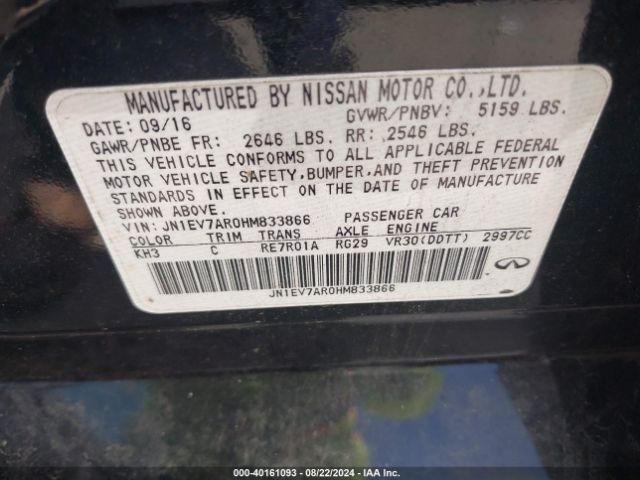 MANUFACTURED BY NISSAN MOTOR CO.,LTD.
DATE: 09/16 GVWR/PNBV: 5159 LBS.
GAWR/PNBE FR: 2646 LBS. RR: 2546 LBS.
THIS VEHICLE CONFORMS TO ALL APPLICABLE FEDERAL
MOTOR VEHICLE SAFETY,BUMPER,AND THEFT PREVENTION
STANDARDS IN EFFECT ON THE DATE OF MANUFACTURE
SHOWN ABOVE.
VIN: JN1EV7AR0HM833866 PASSENGER CAR
COLOR TRIM TRANS AXLE ENGINE
KH3 C RE7R01A RG29 VR30(DDTT) 2997CC
JN1EV7AR0HM833866
000-40161093 - 08/22/2024 - IAA Inc.